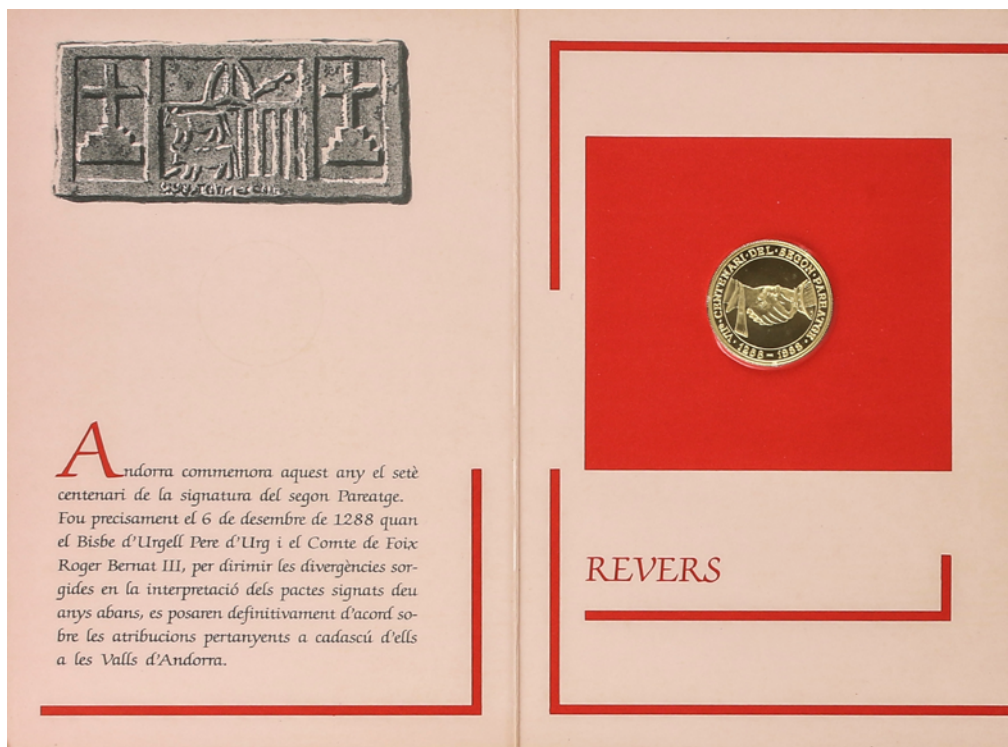 Andorra commemora aquest any el setè
centenari de la signatura del segon Pareatge.
Fou precisament el 6 de desembre de 1288 quan
el Bisbe d'Urgell Pere d'Urg i el Comte de Foix
Roger Bernat III, per dirimir les divergències sor-
gides en la interpretació dels pactes signats deu
anys abans, es posaren definitivament d'acord so-
bre les atribucions pertanyents a cadascú d'ells
a les Valls d'Andorra.
VIIè·CENTENARI·DEL·SEGON·PAREATGE·
1288-1988
REVERS